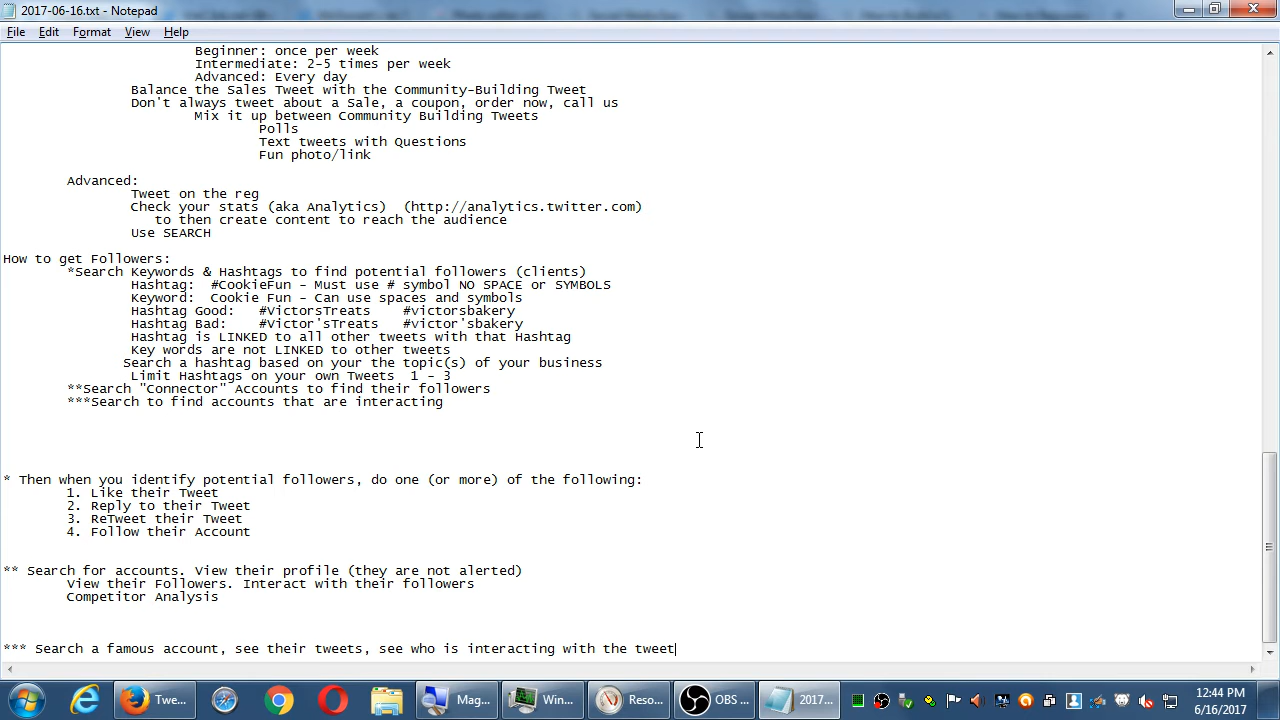 2017-06-16.txt - Notepad
File Edit Format View Help
Beginner: once per week
Intermediate: 2-5 times per week
Advanced: Every day
Balance the Sales Tweet with the Community-Building Tweet
Don't always tweet about a Sale, a coupon, order now, call us
Mix it up between Community Building Tweets
Polls
Text tweets with Questions
Fun photo/link
Advanced:
Tweet on the reg
Check your stats (aka Analytics) (http://analytics.twitter.com)
to then create content to reach the audience
Use SEARCH
How to get Followers:
*Search Keywords & Hashtags to find potential followers (clients)
Hashtag: #CookieFun - Must use # symbol NO SPACE or SYMBOLS
Keyword: Cookie Fun - Can use spaces and symbols
Hashtag Good: #VictorsTreats #victorsbakery
Hashtag Bad: #Victor'sTreats #victor'sbakery
Hashtag is LINKED to all other tweets with that Hashtag
Key words are not LINKED to other tweets
Search a hashtag based on your the topic(s) of your business
Limit Hashtags on your own Tweets 1 - 3
**Search "Connector" Accounts to find their followers
***Search to find accounts that are interacting
* Then when you identify potential followers, do one (or more) of the following:
1. Like their Tweet
2. Reply to their Tweet
3. ReTweet their Tweet
4. Follow their Account
** Search for accounts. View their profile (they are not alerted)
View their Followers. Interact with their followers
Competitor Analysis
*** Search a famous account, see their tweets, see who is interacting with the tweet
Twe... Mag... Win... Reso... OBS ... 2017...
12:44 PM
6/16/2017